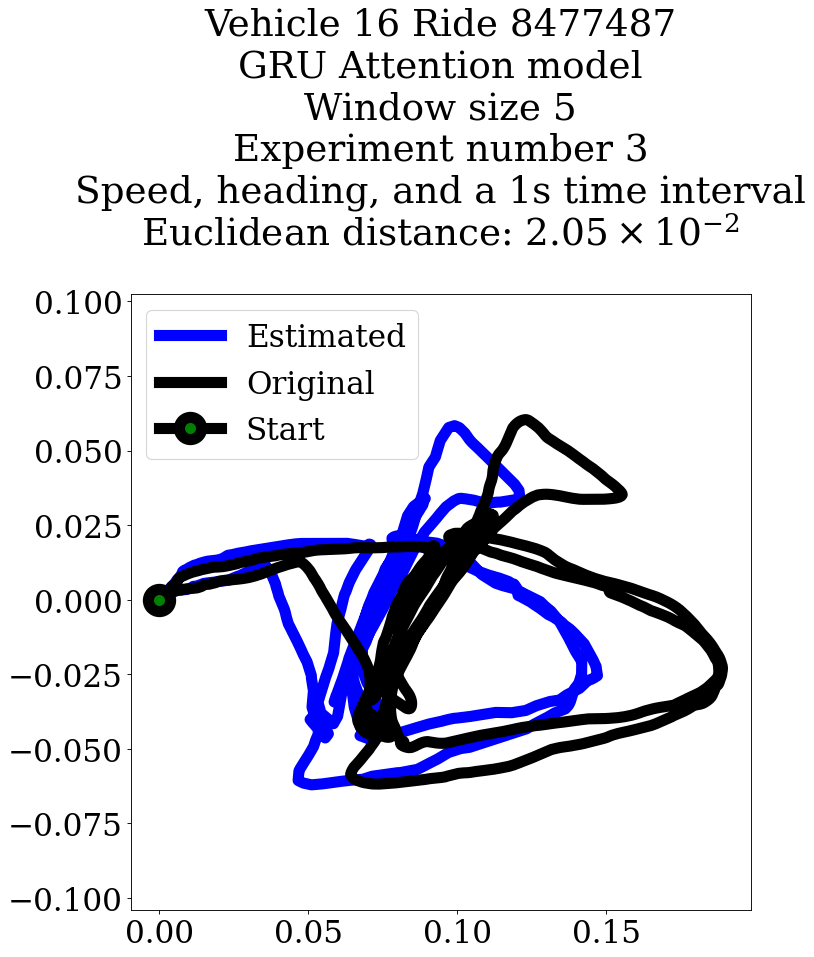 Vehicle 16 Ride 8477487
GRU Attention model
Window size 5
Experiment number 3
Speed, heading, and a 1s time interval
Euclidean distance: 2.05 × 10⁻²
0.100
0.075
0.050
0.025
0.000
−0.025
−0.050
−0.075
−0.100
Estimated
Original
Start
0.00 0.05 0.10 0.15